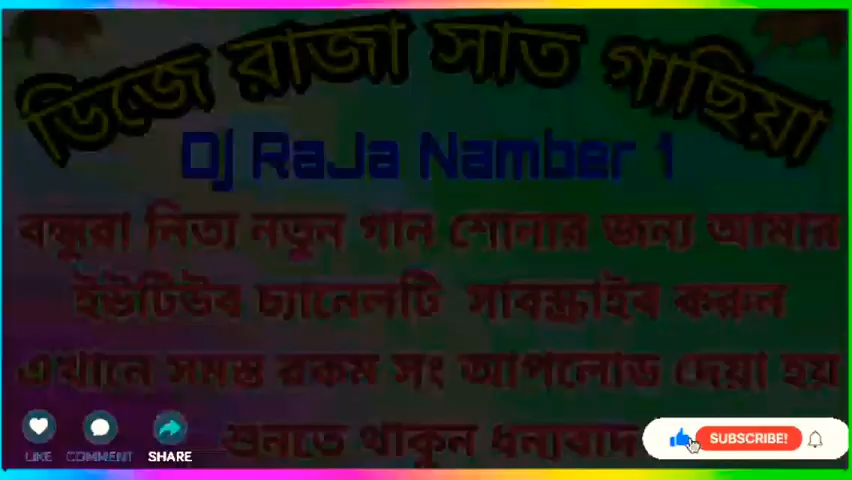 ডিজে রাজা সাত গাছিয়া
Dj RaJa Namber 1
বন্ধুরা নিত্য নতুন গান শোনার জন্য আমার
ইউটিউব চ্যানেলটি সাবস্ক্রাইব করুন
এখানে সমস্ত রকম সং আপলোড দেয়া হয়
শুনতে থাকুন ধন্যবাদ
LIKE COMMENT SHARE
SUBSCRIBE!